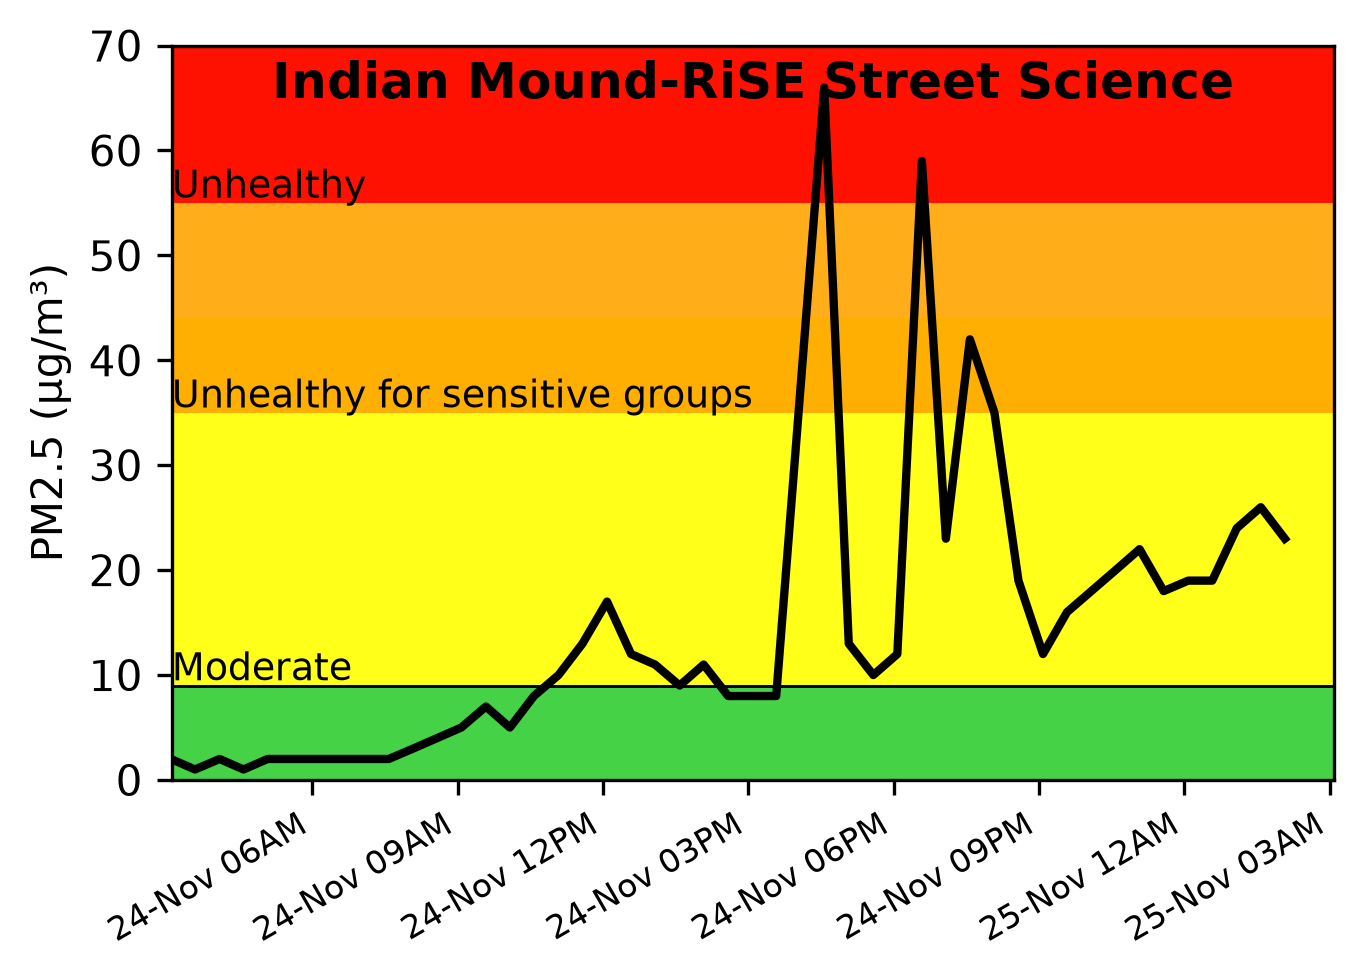 Indian Mound-RiSE Street Science
PM2.5 (µg/m³)
70
60
50
40
30
20
10
0
Unhealthy
Unhealthy for sensitive groups
Moderate
24-Nov 06AM
24-Nov 09AM
24-Nov 12PM
24-Nov 03PM
24-Nov 06PM
24-Nov 09PM
25-Nov 12AM
25-Nov 03AM